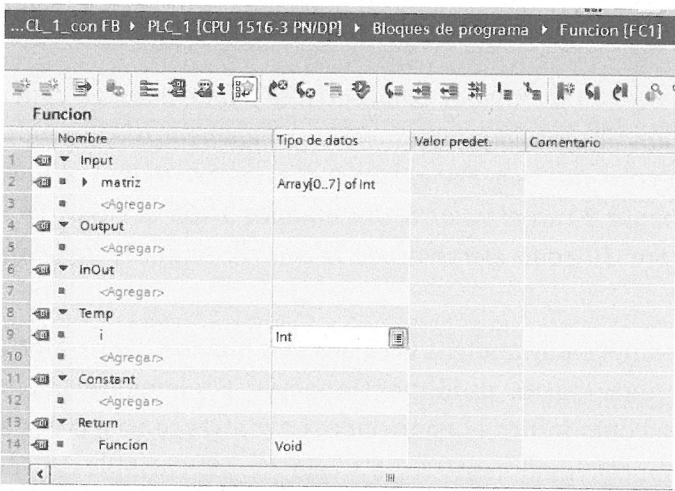 ...CL_1_con FB ▸ PLC_1 [CPU 1516-3 PN/DP] ▸ Bloques de programa ▸ Funcion [FC1]
Funcion
Nombre Tipo de datos Valor predet. Comentario
1 Input
2 matriz Array[0..7] of Int
3 <Agregar>
4 Output
5 <Agregar>
6 InOut
7 <Agregar>
8 Temp
9 i Int
10 <Agregar>
11 Constant
12 <Agregar>
13 Return
14 Funcion Void